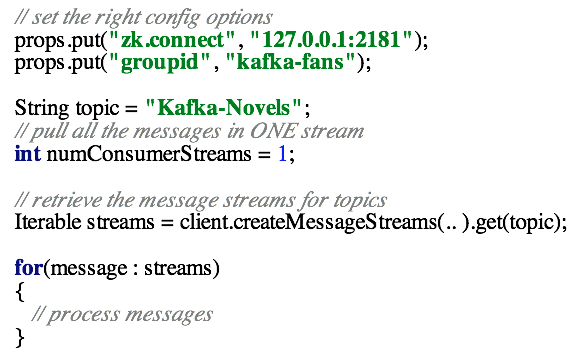 // set the right config options
props.put("zk.connect", "127.0.0.1:2181");
props.put("groupid", "kafka-fans");
String topic = "Kafka-Novels";
// pull all the messages in ONE stream
int numConsumerStreams = 1;
// retrieve the message streams for topics
Iterable streams = client.createMessageStreams(.. ).get(topic);
for(message : streams)
{
// process messages
}